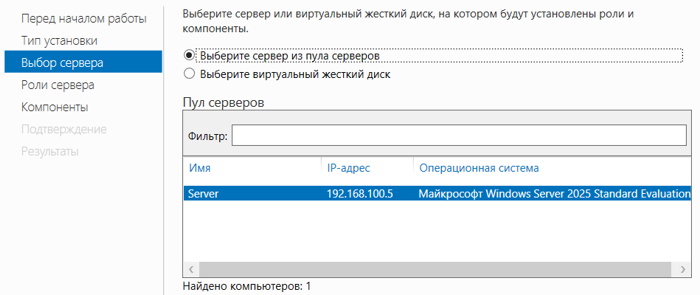 Перед началом работы
Тип установки
Выбор сервера
Роли сервера
Компоненты
Подтверждение
Результаты
Выберите сервер или виртуальный жесткий диск, на котором будут установлены роли и
компоненты.
Выберите сервер из пула серверов
Выберите виртуальный жесткий диск
Пул серверов
Фильтр:
Имя IP-адрес Операционная система
Server 192.168.100.5 Майкрософт Windows Server 2025 Standard Evaluation
Найдено компьютеров: 1